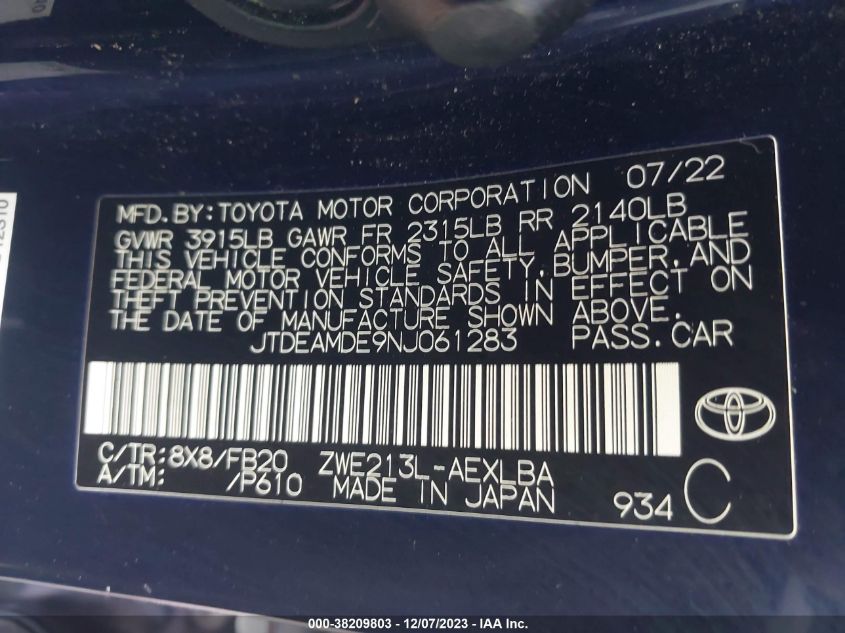 MFD. BY: TOYOTA MOTOR CORPORATION 07/22
GVWR 3915LB GAWR FR 2315LB RR 2140LB
THIS VEHICLE CONFORMS TO ALL APPLICABLE
FEDERAL MOTOR VEHICLE SAFETY, BUMPER, AND
THEFT PREVENTION STANDARDS IN EFFECT ON
THE DATE OF MANUFACTURE SHOWN ABOVE.
JTDEAMDE9NJ061283 PASS. CAR
C/TR: 8X8/FB20 ZWE213L-AEXLBA
A/TM: /P610 MADE IN JAPAN 934 C
000-38209803 - 12/07/2023 - IAA Inc.